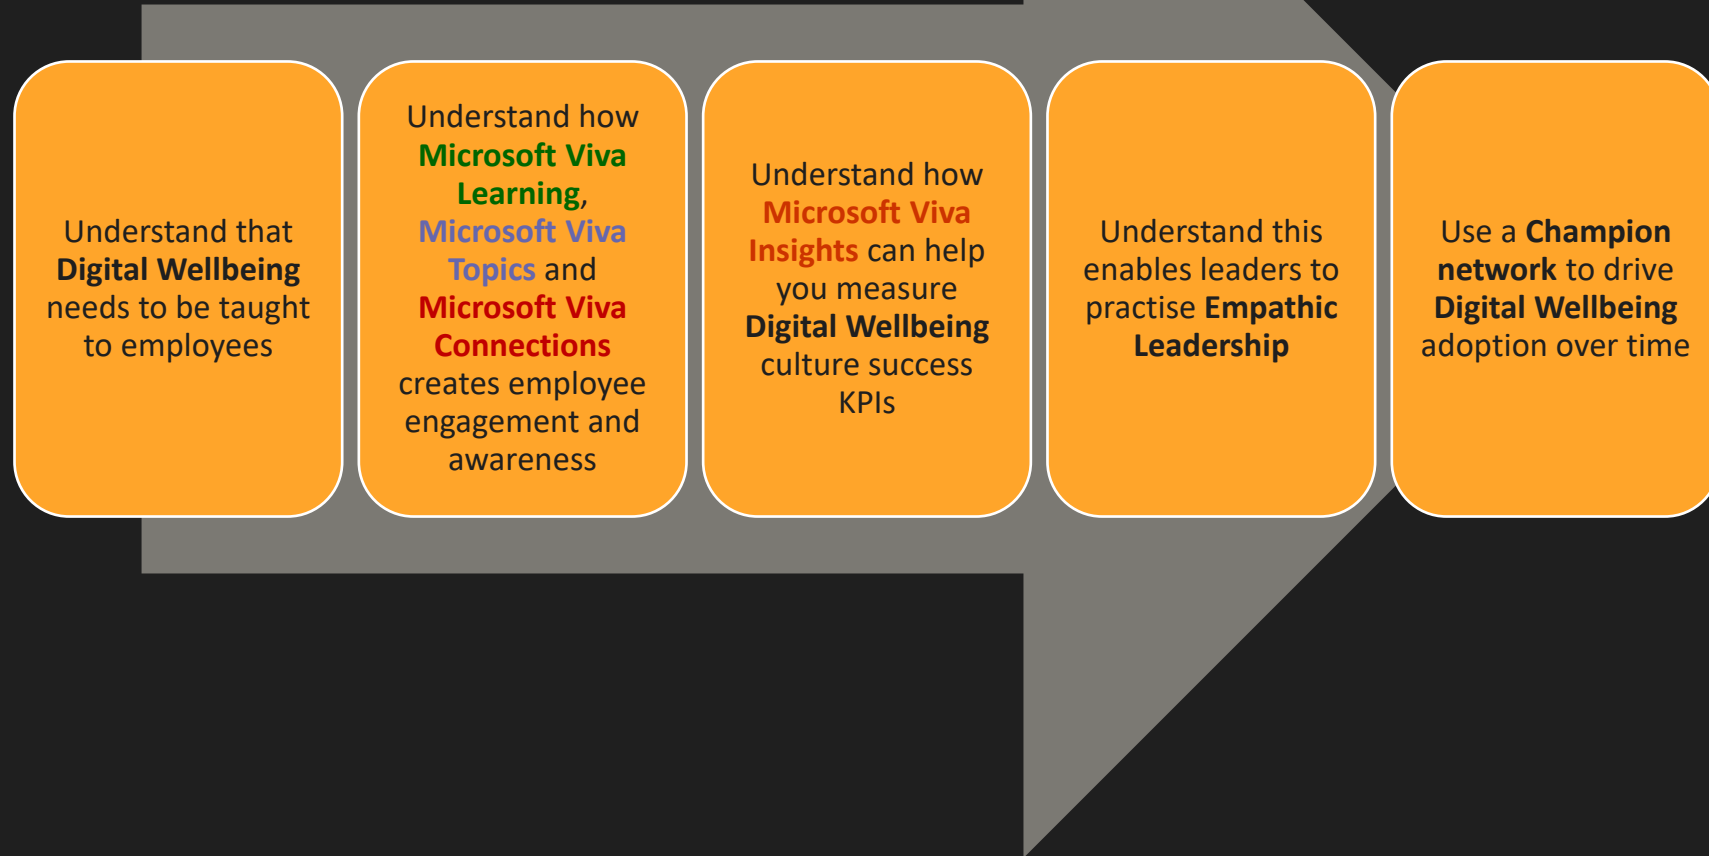 Understand that
Digital Wellbeing
needs to be taught
to employees
Understand how
Microsoft Viva
Learning,
Microsoft Viva
Topics and
Microsoft Viva
Connections
creates employee
engagement and
awareness
Understand how
Microsoft Viva
Insights can help
you measure
Digital Wellbeing
culture success
KPIs
Understand this
enables leaders to
practise Empathic
Leadership
Use a Champion
network to drive
Digital Wellbeing
adoption over time